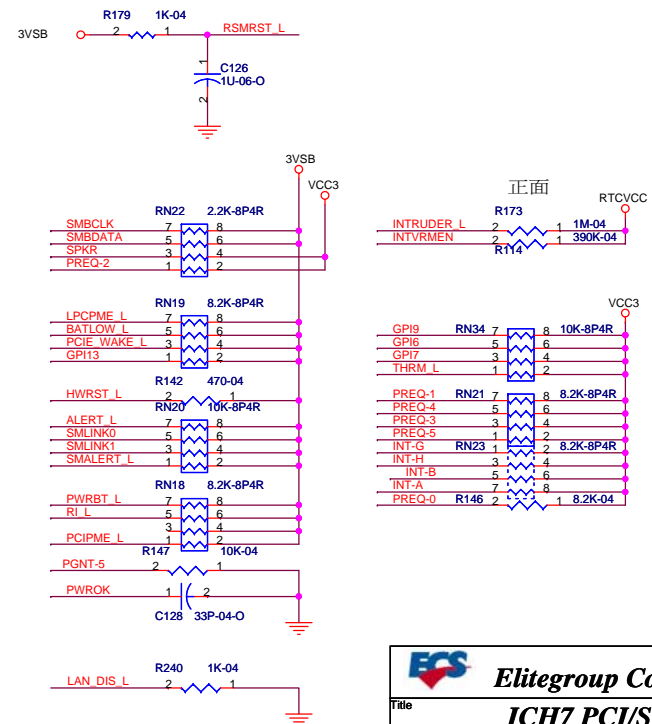 R179 1K-04
3VSB 2 1 RSMRST_L
1
C126
1U-06-O
2
3VSB
VCC3
RN22 2.2K-8P4R
SMBCLK 7 8
SMBDATA 5 6
SPKR 3 4
PREQ-2 1 2
RN19 8.2K-8P4R
LPCPME_L 7 8
BATLOW_L 5 6
PCIE_WAKE_L 3 4
GPI13 1 2
R142 470-04
HWRST_L 2 1
RN20 10K-8P4R
ALERT_L 7 8
SMLINK0 5 6
SMLINK1 3 4
SMALERT_L 1 2
RN18 8.2K-8P4R
PWRBT_L 7 8
RI_L 5 6
3 4
PCIPME_L 1 2
R147 10K-04
PGNT-5 2 1
PWROK 1 2
C128 33P-04-O
R240 1K-04
LAN_DIS_L 2 1
正面
RTCVCC
R173
INTRUDER_L 2 1 1M-04
INTVRMEN 2 1 390K-04
R114
VCC3
GPI9 RN34 7 8 10K-8P4R
GPI6 5 6
GPI7 3 4
THRM_L 1 2
PREQ-1 RN21 7 8 8.2K-8P4R
PREQ-4 5 6
PREQ-3 3 4
PREQ-5 1 2
INT-G RN23 1 2 8.2K-8P4R
INT-H 3 4
INT-B 5 6
INT-A 7 8
PREQ-0 R146 2 1 8.2K-04
ECS Elitegroup Co
Title
ICH7 PCI/S